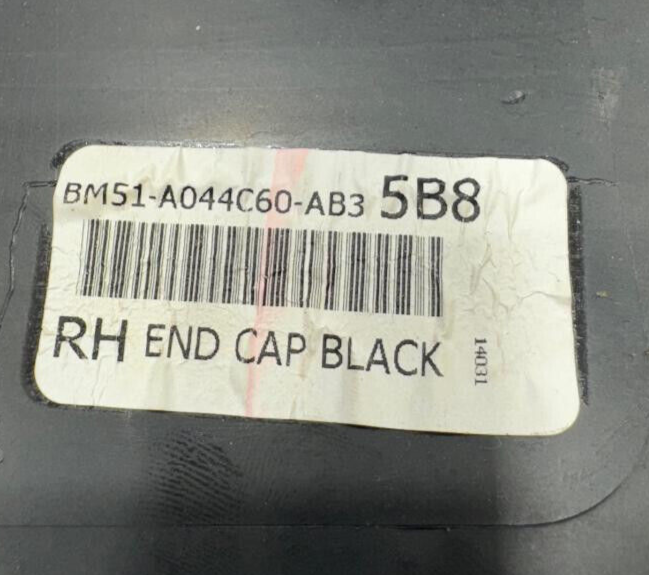 BM51-A044C60-AB3 5B8
RH END CAP BLACK
14031